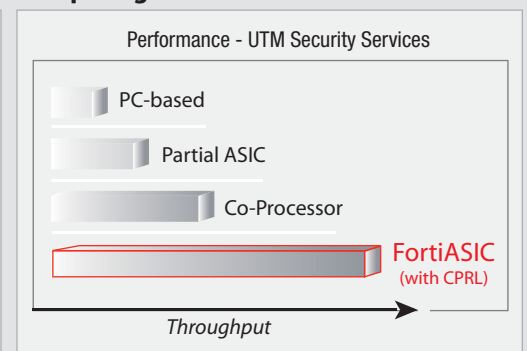 Performance - UTM Security Services
PC-based
Partial ASIC
Co-Processor
FortiASIC
(with CPRL)
Throughput